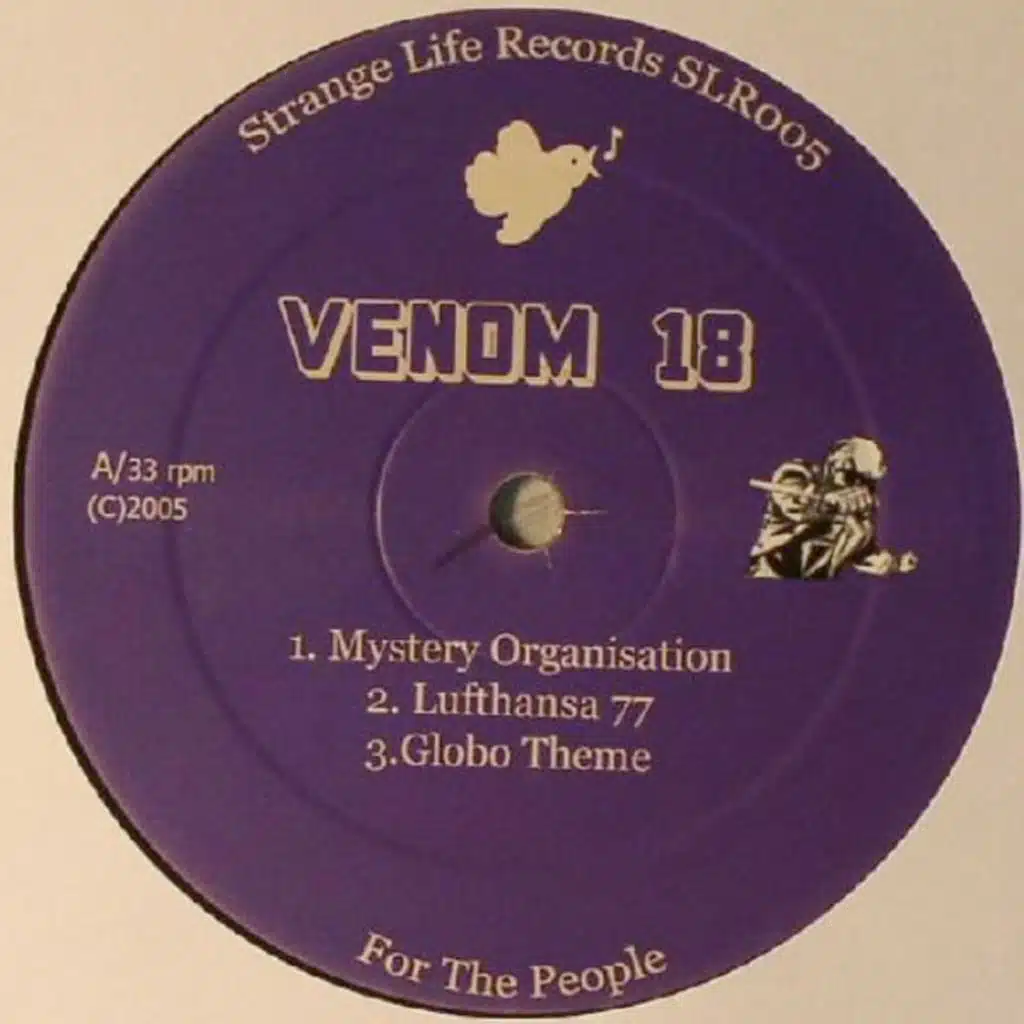 Strange Life Records SLR005
VENOM 18
A/33 rpm
(C)2005
1. Mystery Organisation
2. Lufthansa 77
3.Globo Theme
For The People